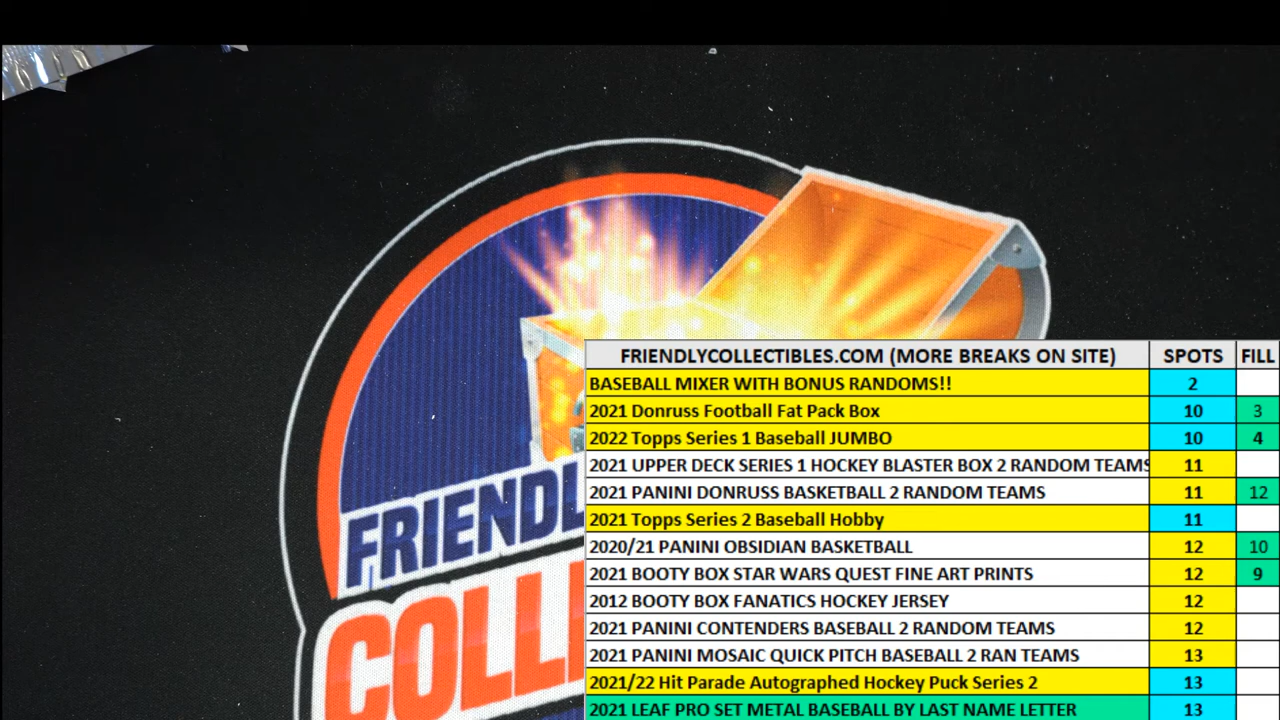 FRIENDLYCOLLECTIBLES.COM (MORE BREAKS ON SITE) SPOTS FILL
BASEBALL MIXER WITH BONUS RANDOMS!! 2
2021 Donruss Football Fat Pack Box 10 3
2022 Topps Series 1 Baseball JUMBO 10 4
2021 UPPER DECK SERIES 1 HOCKEY BLASTER BOX 2 RANDOM TEAMS 11
2021 PANINI DONRUSS BASKETBALL 2 RANDOM TEAMS 11 12
2021 Topps Series 2 Baseball Hobby 11
2020/21 PANINI OBSIDIAN BASKETBALL 12 10
2021 BOOTY BOX STAR WARS QUEST FINE ART PRINTS 12 9
2012 BOOTY BOX FANATICS HOCKEY JERSEY 12
2021 PANINI CONTENDERS BASEBALL 2 RANDOM TEAMS 12
2021 PANINI MOSAIC QUICK PITCH BASEBALL 2 RAN TEAMS 13
2021/22 Hit Parade Autographed Hockey Puck Series 2 13
2021 LEAF PRO SET METAL BASEBALL BY LAST NAME LETTER 13
FRIENDL
COLL